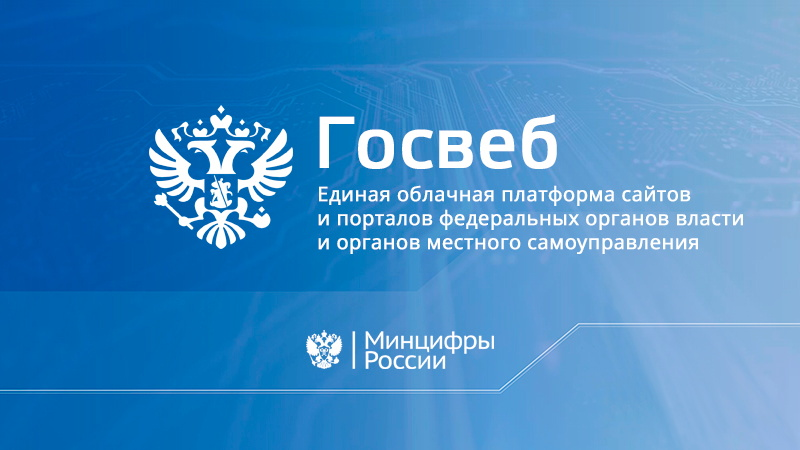 Госвеб
Единая облачная платформа сайтов
и порталов федеральных органов власти
и органов местного самоуправления
Минцифры
России